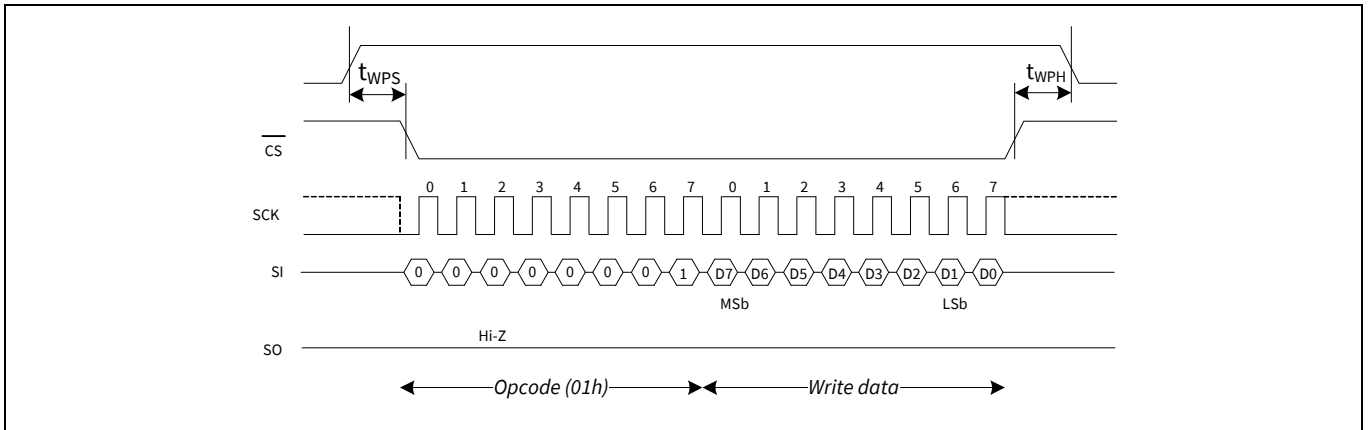 tWPS
tWPH
CS
0 1 2 3 4 5 6 7 0 1 2 3 4 5 6 7
SCK
SI 0 0 0 0 0 0 0 1 D7 D6 D5 D4 D3 D2 D1 D0
MSb LSb
Hi-Z
SO
Opcode (01h) Write data